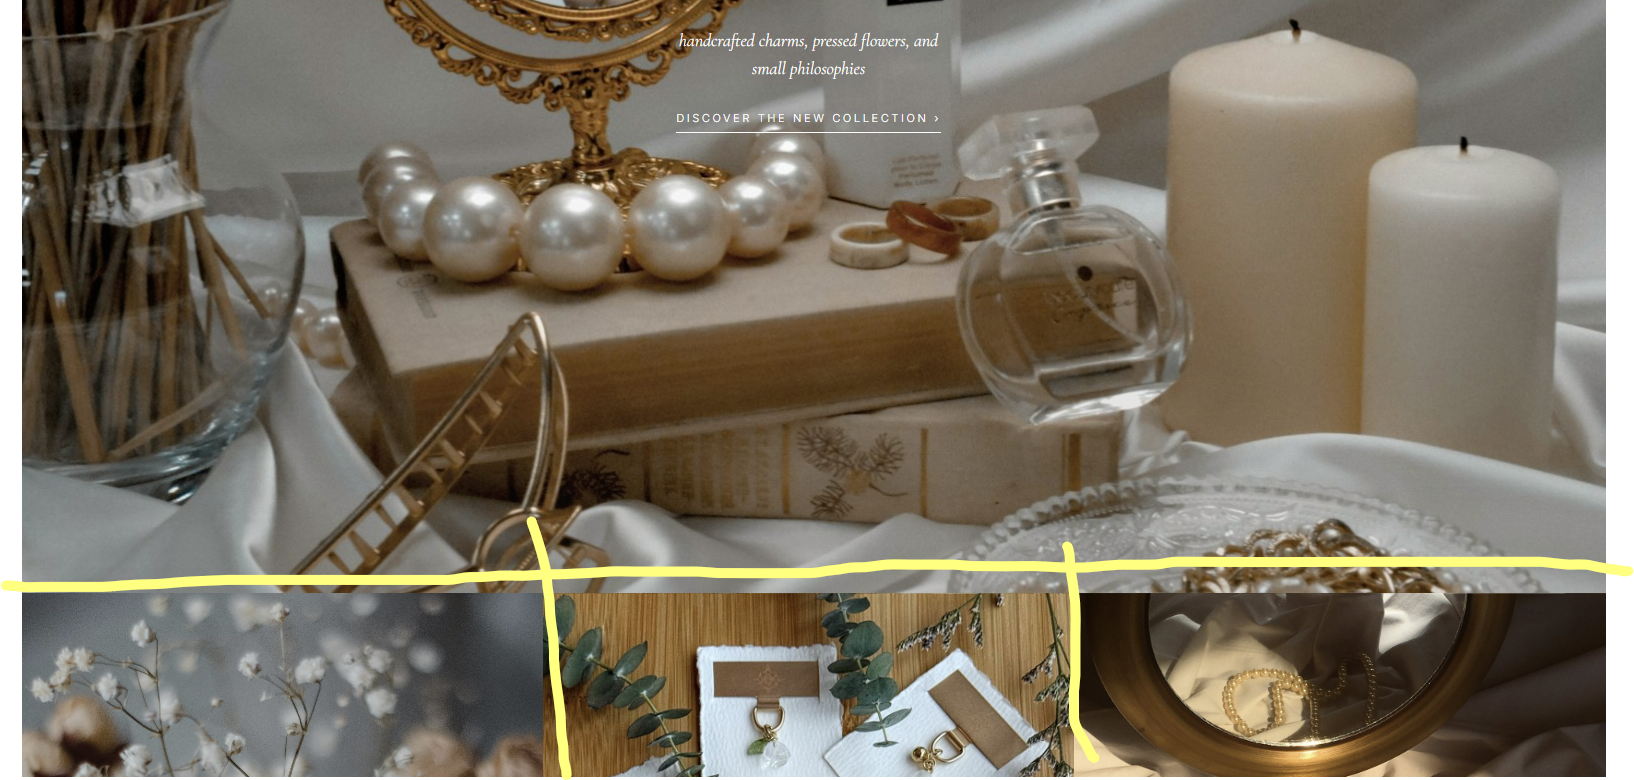 handcrafted charms, pressed flowers, and
small philosophies
DISCOVER THE NEW COLLECTION ›